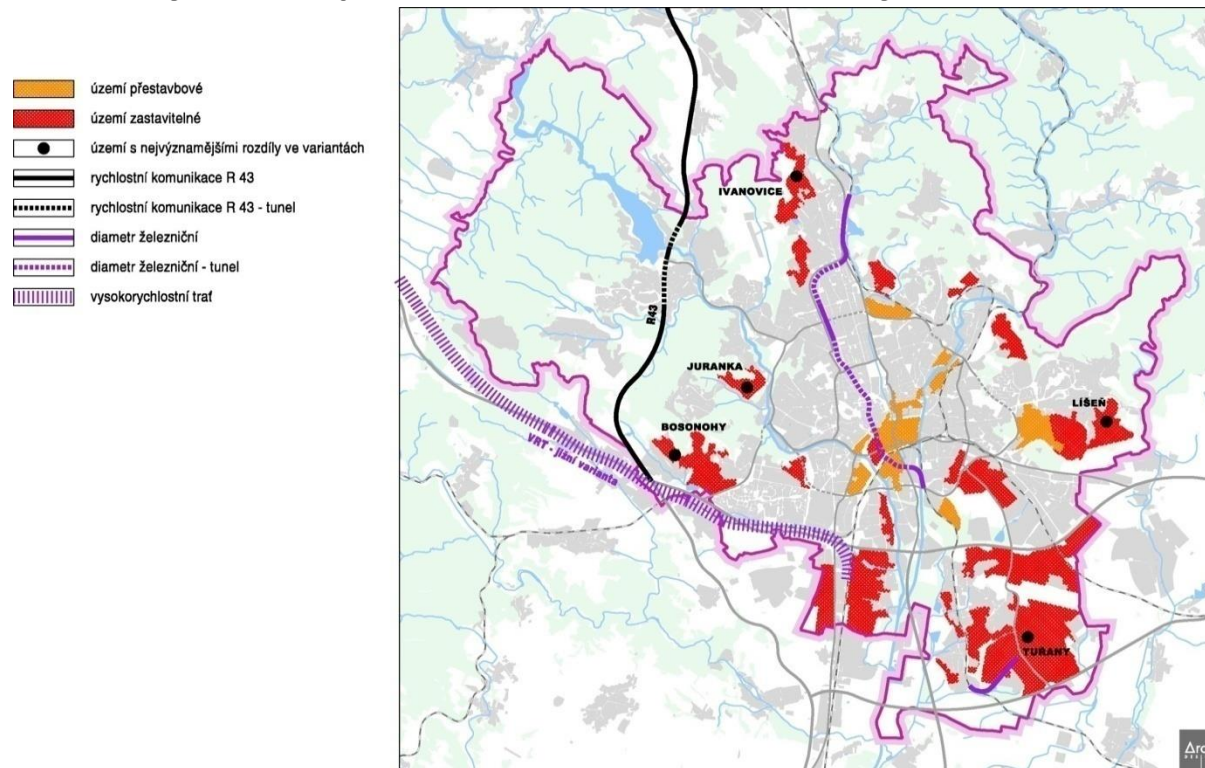 území přestavbové
území zastavitelné
území s nejvýznamějšími rozdíly ve variantách
rychlostní komunikace R 43
rychlostní komunikace R 43 - tunel
diametr železniční
diametr železniční - tunel
vysokorychlostní trať
IVANOVICE
R43
JURANKA
LÍŠEŇ
BOSONOHY
VRT - jižní varianta
TUŘANY